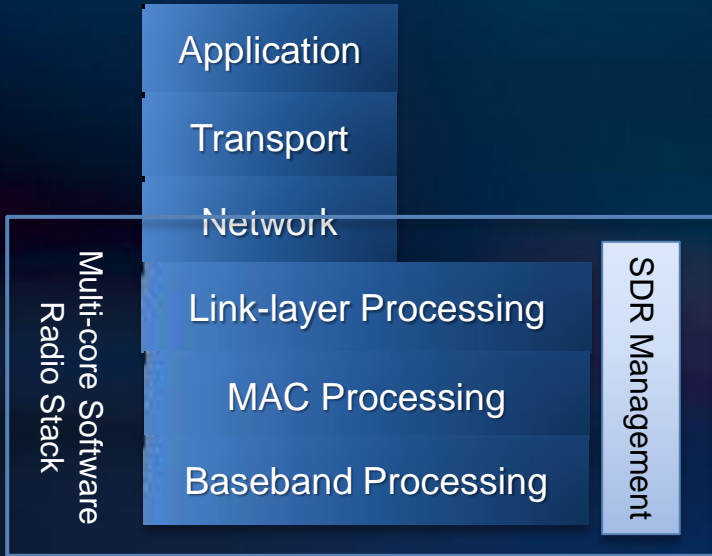 Application
Transport
Network
Multi-core Software
Radio Stack
Link-layer Processing
MAC Processing
Baseband Processing
SDR Management